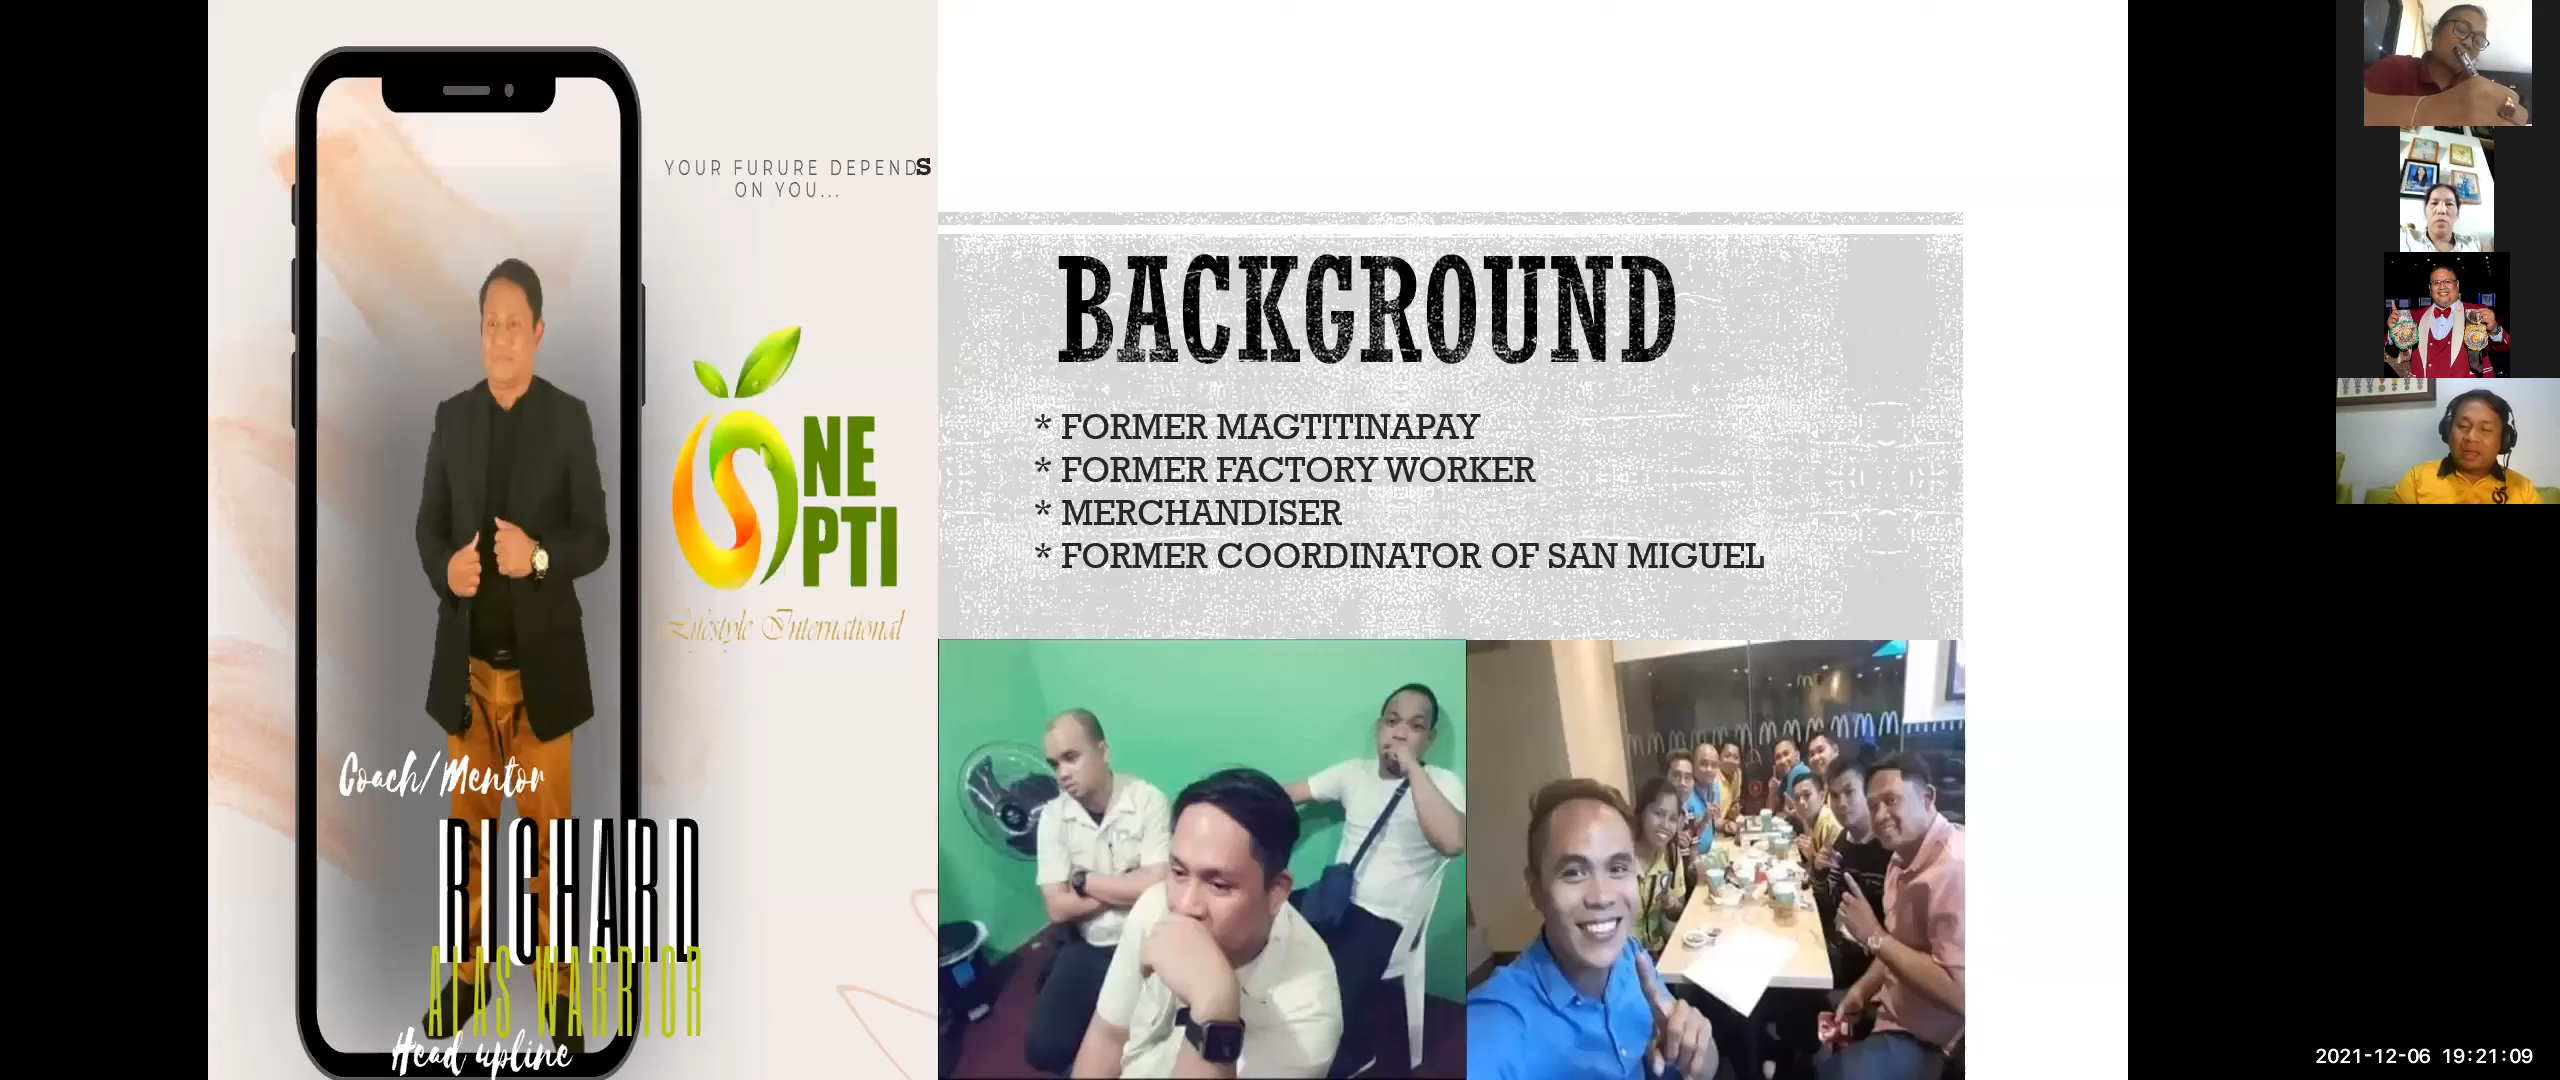 YOUR FURURE DEPENDS
ON YOU...
NE
PTI
Lifestyle International
Coach/Mentor
RICHARD
ALAS WARRIOR
Head upline
BACKGROUND
* FORMER MAGTITINAPAY
* FORMER FACTORY WORKER
* MERCHANDISER
* FORMER COORDINATOR OF SAN MIGUEL
2021-12-06 19:21:09